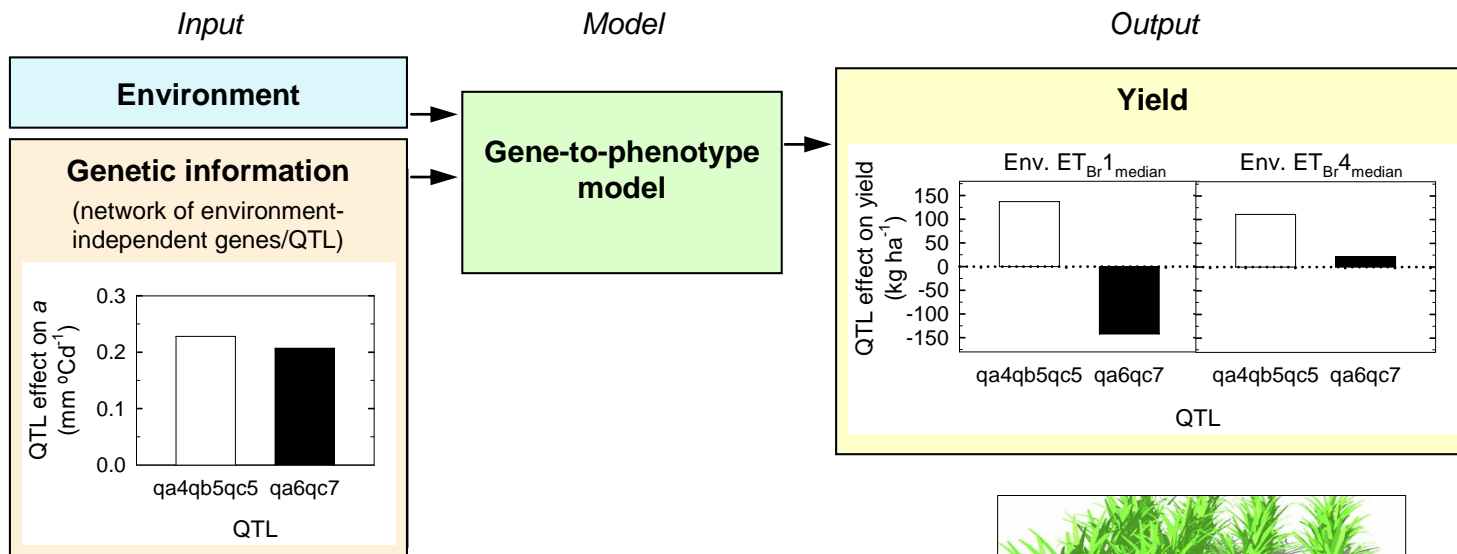 Input
Model
Output
Environment
Genetic information
(network of environment-
independent genes/QTL)
QTL effect on a
(mm ºCd-1)
0.3
0.2
0.1
0.0
qa4qb5qc5 qa6qc7
QTL
Gene-to-phenotype
model
Yield
Env. ETBr1median
Env. ETBr4median
QTL effect on yield
(kg ha-1)
150
100
50
0
-50
-100
-150
qa4qb5qc5 qa6qc7
qa4qb5qc5 qa6qc7
QTL